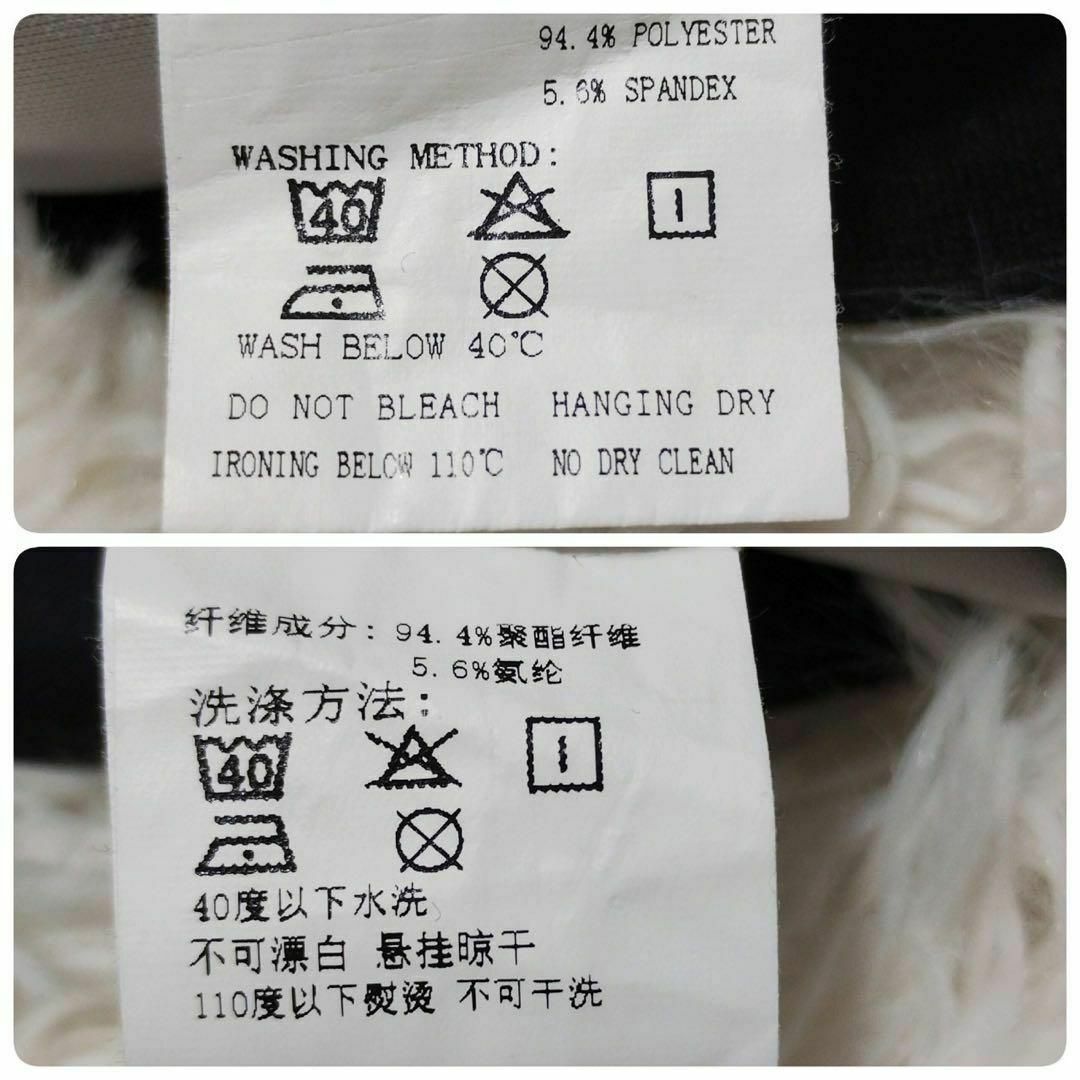 94.4% POLYESTER
5.6% SPANDEX
WASHING METHOD:
40
WASH BELOW 40℃
DO NOT BLEACH HANGING DRY
IRONING BELOW 110℃ NO DRY CLEAN
纤维成分: 94.4%聚酯纤维
5.6%氨纶
洗涤方法:
40
40度以下水洗
不可漂白 悬挂晾干
110度以下熨烫 不可干洗